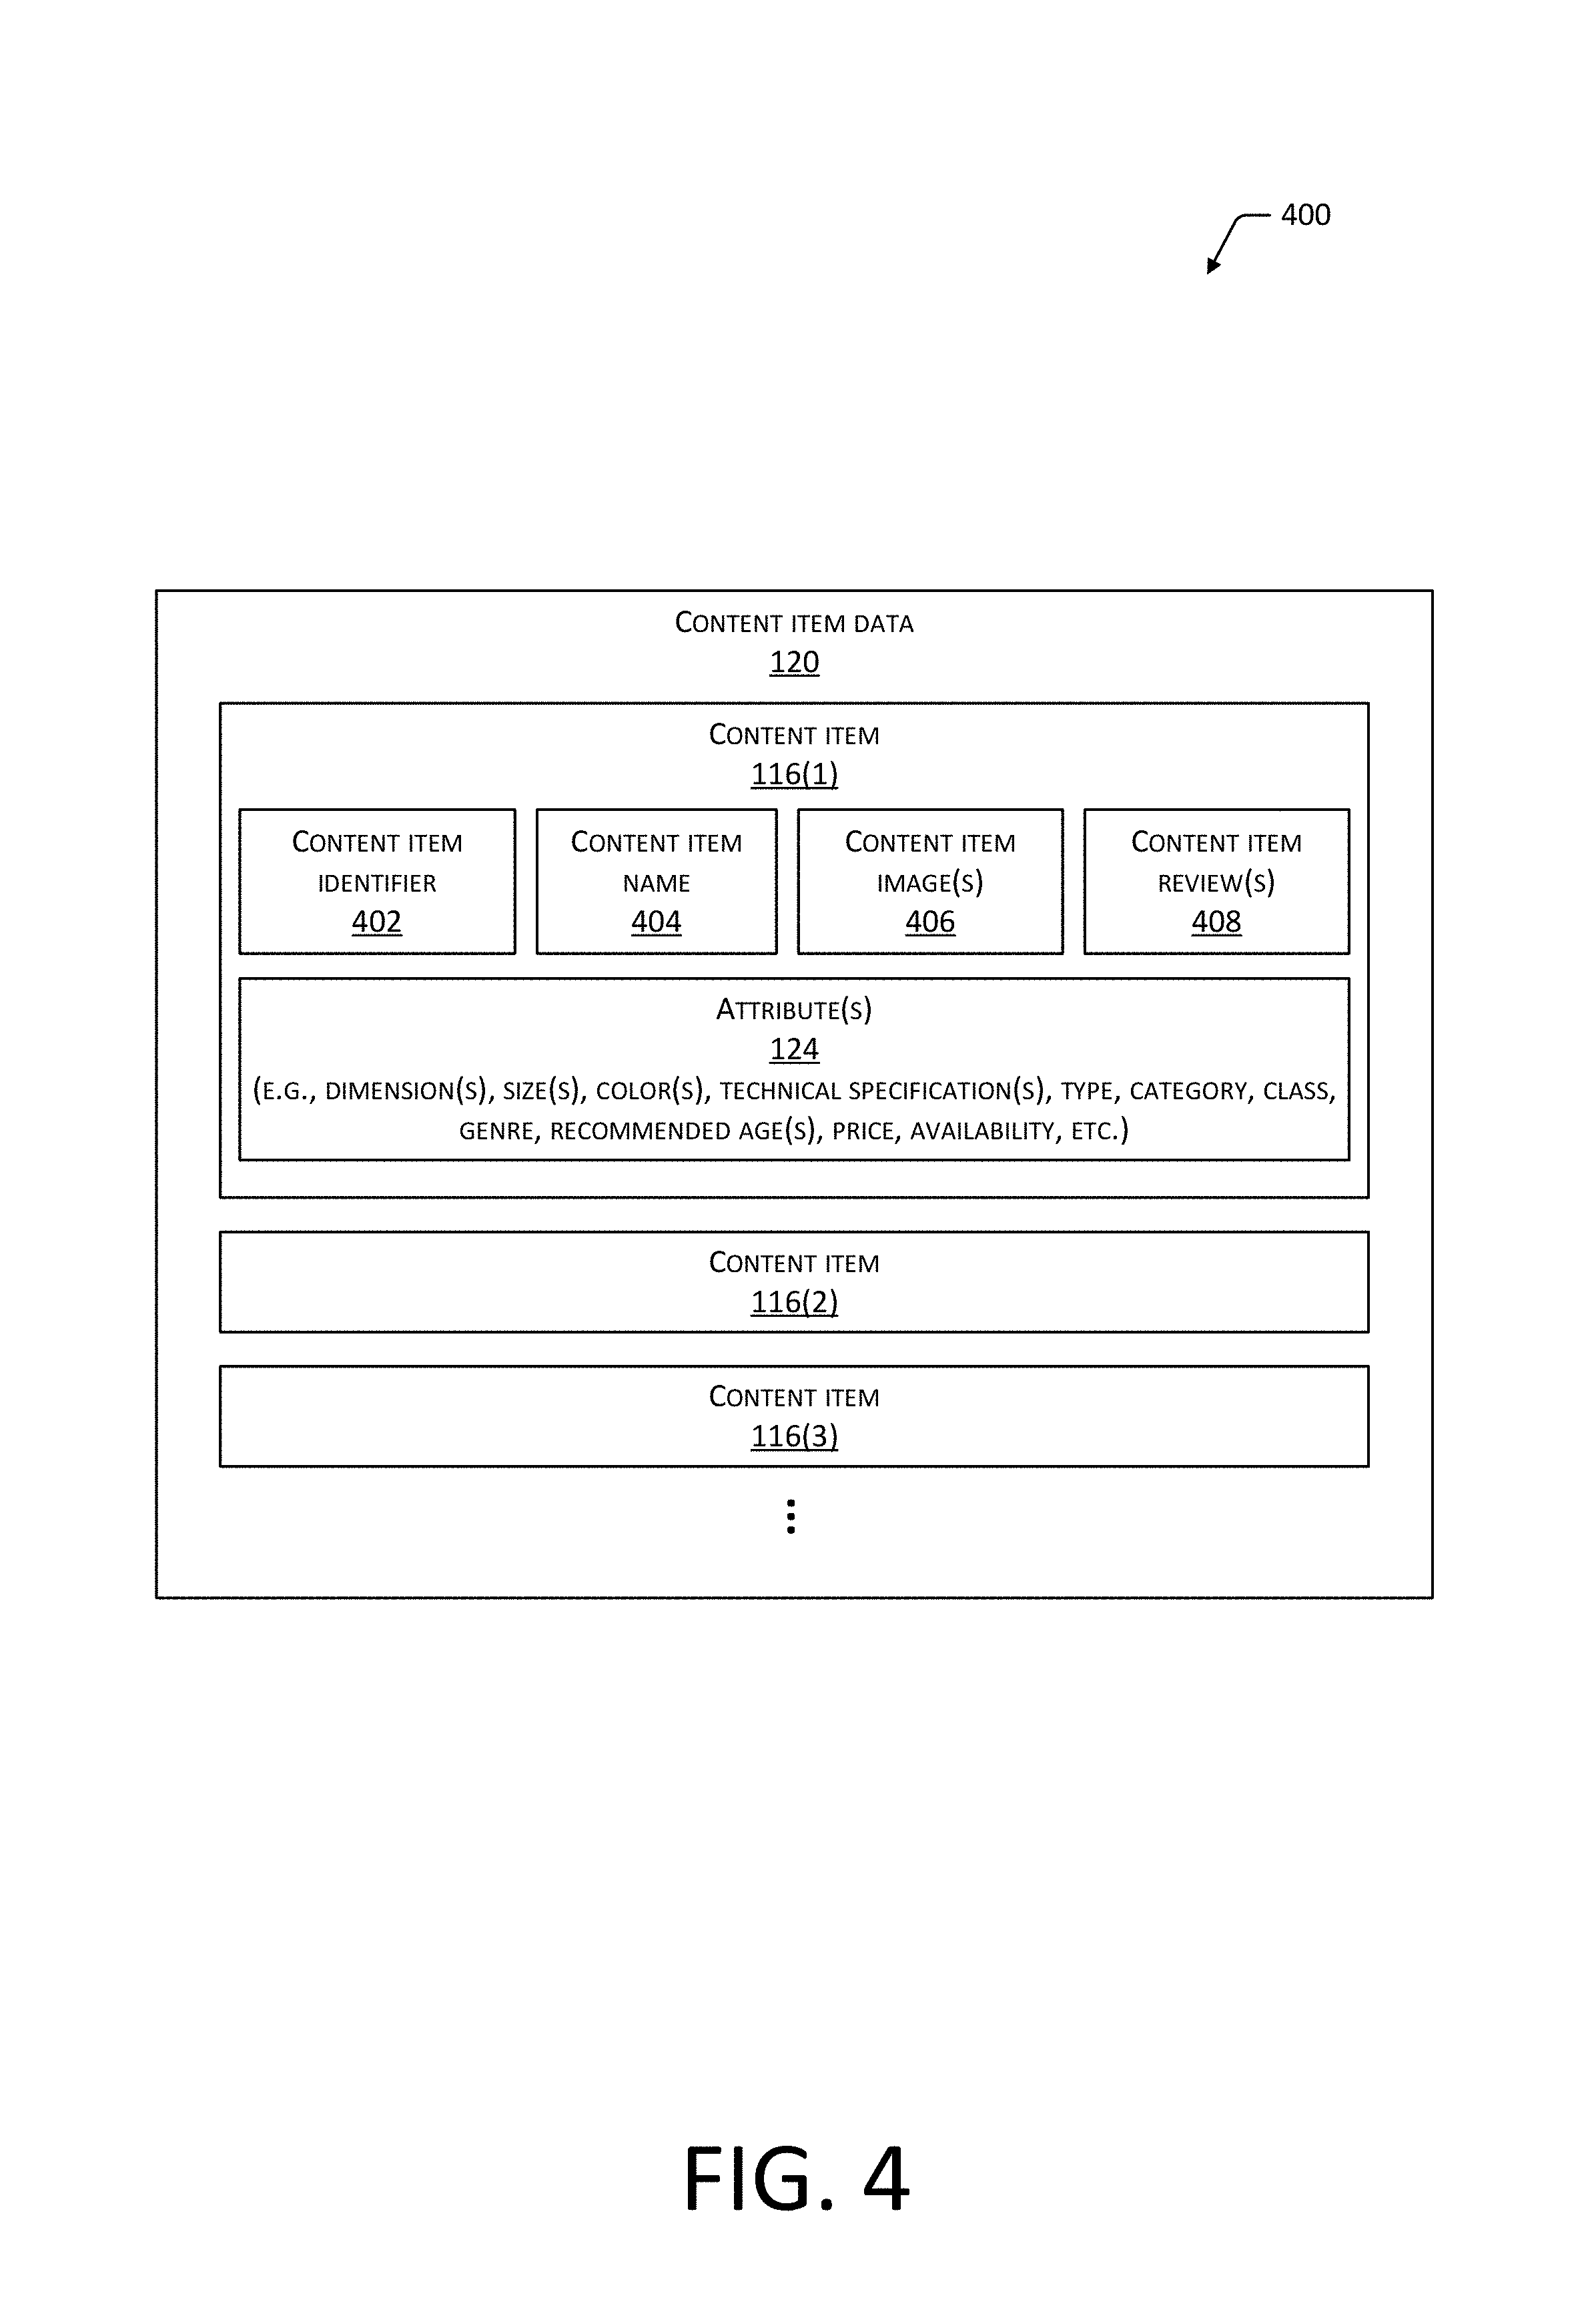 400
Content item data
120
Content item
116(1)
Content item
identifier
402
Content item
name
404
Content item
image(s)
406
Content item
review(s)
408
Attribute(s)
124
(e.g., dimension(s), size(s), color(s), technical specification(s), type, category, class,
genre, recommended age(s), price, availability, etc.)
Content item
116(2)
Content item
116(3)
FIG. 4